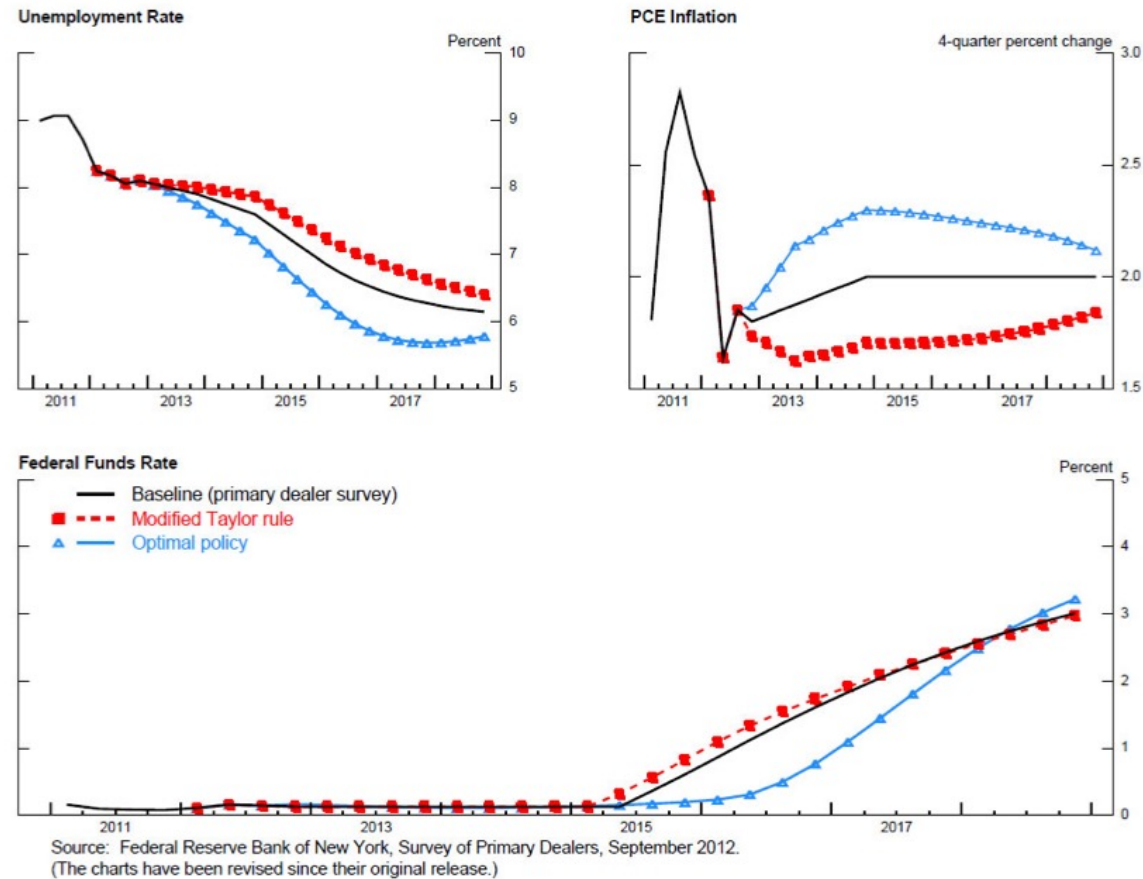 Unemployment Rate
Percent
10
9
8
7
6
5
2011 2013 2015 2017
PCE Inflation
4-quarter percent change
3.0
2.5
2.0
1.5
2011 2013 2015 2017
Federal Funds Rate
Percent
Baseline (primary dealer survey)
Modified Taylor rule
Optimal policy
5
4
3
2
1
0
2011 2013 2015 2017
Source: Federal Reserve Bank of New York, Survey of Primary Dealers, September 2012.
(The charts have been revised since their original release.)